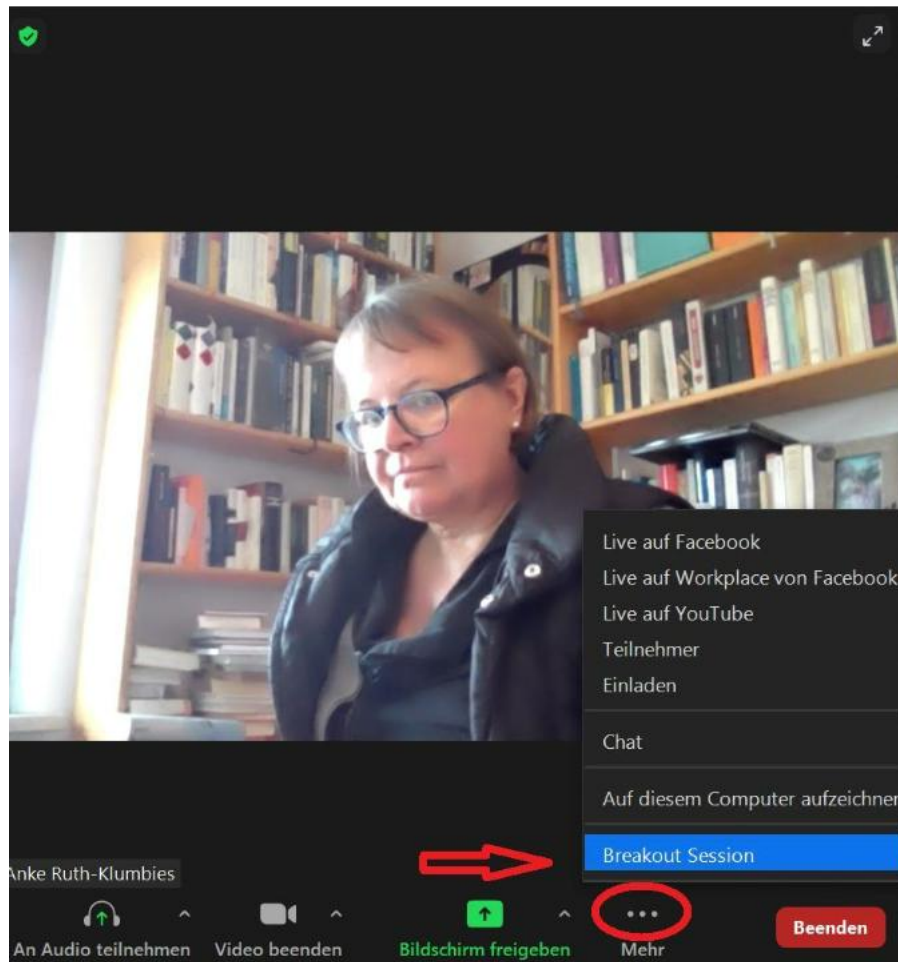 Live auf Facebook
Live auf Workplace von Facebook
Live auf YouTube
Teilnehmer
Einladen
Chat
Auf diesem Computer aufzeichnen
Breakout Session
Anke Ruth-Klumbies
An Audio teilnehmen
Video beenden
Bildschirm freigeben
Mehr
Beenden